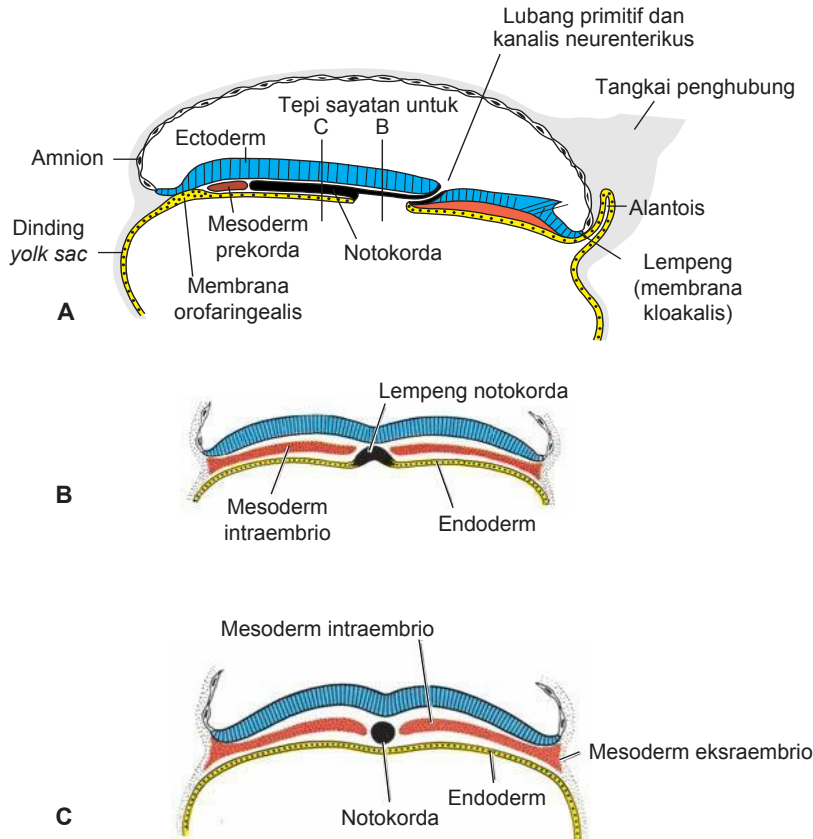 Lubang primitif dan
kanalis neurenterikus
Tangkai penghubung
Tepi sayatan untuk
C B
Ectoderm
Amnion
Alantois
Dinding
yolk sac
Mesoderm
prekorda
Notokorda
Lempeng
(membrana
kloakalis)
Membrana
orofaringealis
A
Lempeng notokorda
Mesoderm
intraembrio
Endoderm
B
Mesoderm intraembrio
Mesoderm eksraembrio
Endoderm
Notokorda
C